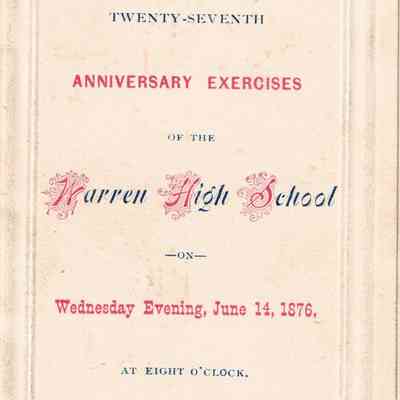 TWENTY-SEVENTH
ANNIVERSARY EXERCISES
OF THE
Warren High School
—ON—
Wednesday Evening, June 14, 1876,
AT EIGHT O'CLOCK.